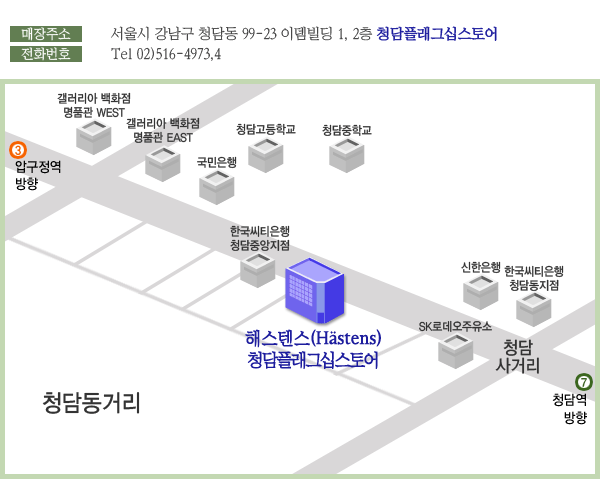 매장주소 서울시 강남구 청담동 99-23 이뎀빌딩 1, 2층 청담플래그십스토어
전화번호 Tel 02)516-4973,4
갤러리아 백화점
명품관 WEST
갤러리아 백화점
명품관 EAST
청담고등학교
청담중학교
3
압구정역
방향
국민은행
한국씨티은행
청담중앙지점
신한은행
한국씨티은행
청담동지점
해스텐스(Hästens)
청담플래그십스토어
SK로데오주유소
청담
사거리
7
청담역
방향
청담동거리